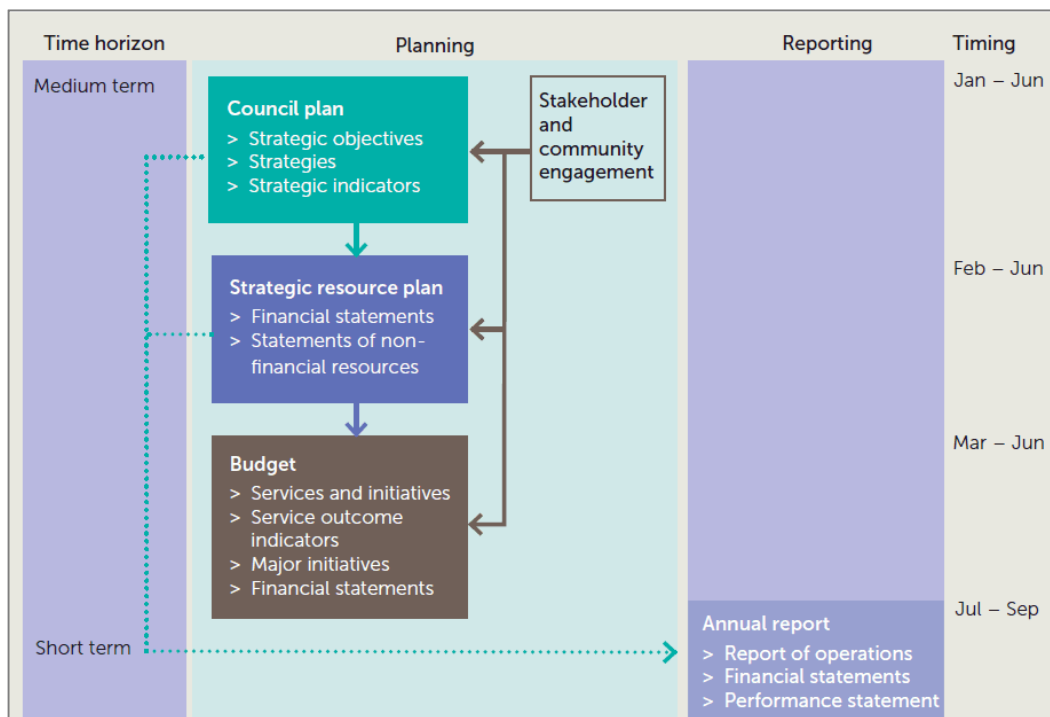 Time horizon
Planning
Reporting
Timing
Medium term
Council plan
> Strategic objectives
> Strategies
> Strategic indicators
Stakeholder
and
community
engagement
Jan – Jun
Strategic resource plan
> Financial statements
> Statements of non-
financial resources
Feb – Jun
Budget
> Services and initiatives
> Service outcome
indicators
> Major initiatives
> Financial statements
Mar – Jun
Short term
Annual report
> Report of operations
> Financial statements
> Performance statement
Jul – Sep